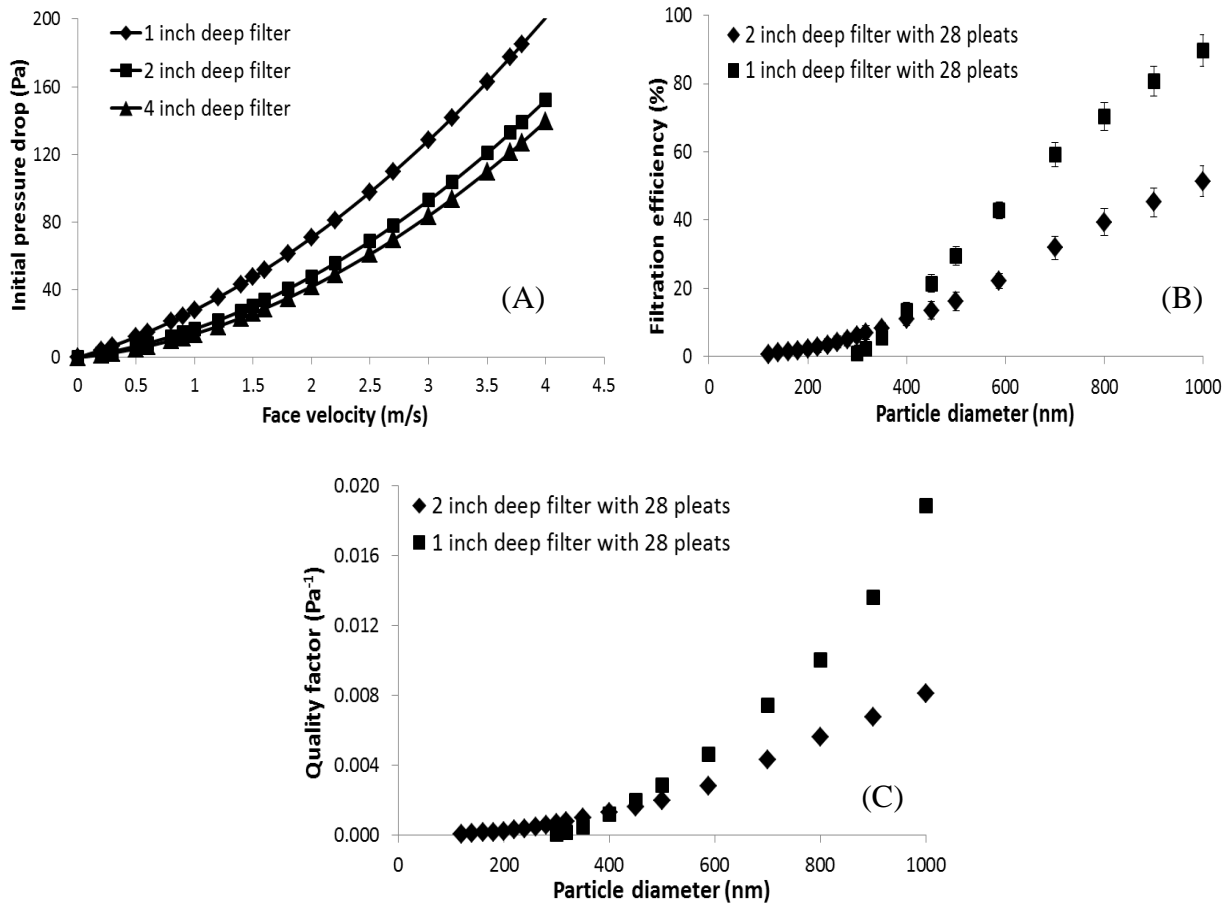 200
160
120
80
40
0
Initial pressure drop (Pa)
1 inch deep filter
2 inch deep filter
4 inch deep filter
(A)
0 0.5 1 1.5 2 2.5 3 3.5 4 4.5
Face velocity (m/s)
100
80
60
40
20
0
Filtration efficiency (%)
2 inch deep filter with 28 pleats
1 inch deep filter with 28 pleats
(B)
0 200 400 600 800 1000
Particle diameter (nm)
0.020
0.016
0.012
0.008
0.004
0.000
Quality factor (Pa-1)
2 inch deep filter with 28 pleats
1 inch deep filter with 28 pleats
(C)
0 200 400 600 800 1000
Particle diameter (nm)